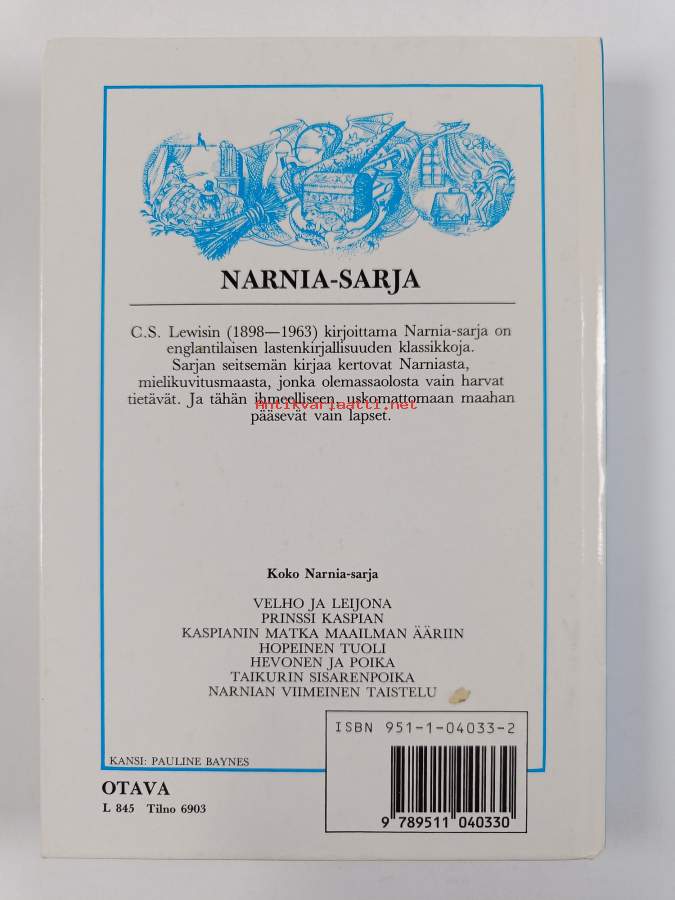 NARNIA-SARJA
C.S. Lewisin (1898—1963) kirjoittama Narnia-sarja on
englantilaisen lastenkirjallisuuden klassikkoja.
Sarjan seitsemän kirjaa kertovat Narniasta,
mielikuvitusmaasta, jonka olemassaolosta vain harvat
tietävät. Ja tähän ihmeelliseen, uskomattomaan maahan
Antikvariaatti.net
pääsevät vain lapset.
Koko Narnia-sarja
VELHO JA LEIJONA
PRINSSI KASPIAN
KASPIANIN MATKA MAAILMAN ÄÄRIIN
HOPEINEN TUOLI
HEVONEN JA POIKA
TAIKURIN SISARENPOIKA
NARNIAN VIIMEINEN TAISTELU
ISBN 951-1-04033-2
KANSI: PAULINE BAYNES
OTAVA
L 845 Tilno 6903
9 789511 040330